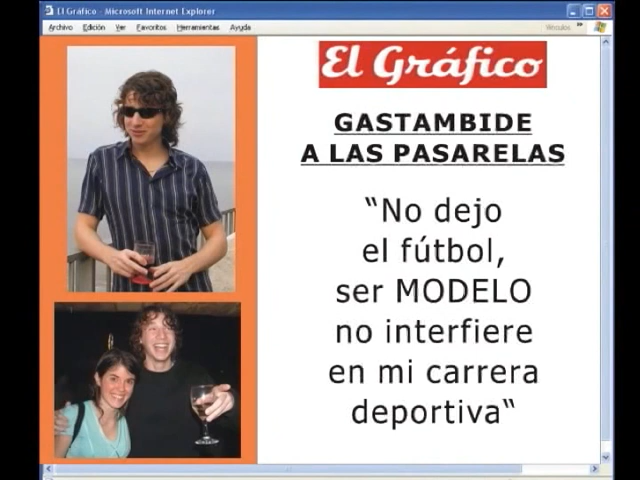 El Gráfico - Microsoft Internet Explorer
Archivo Edición Ver Favoritos Herramientas Ayuda
Vínculos »
El Gráfico
GASTAMBIDE
A LAS PASARELAS
“No dejo
el fútbol,
ser MODELO
no interfiere
en mi carrera
deportiva“